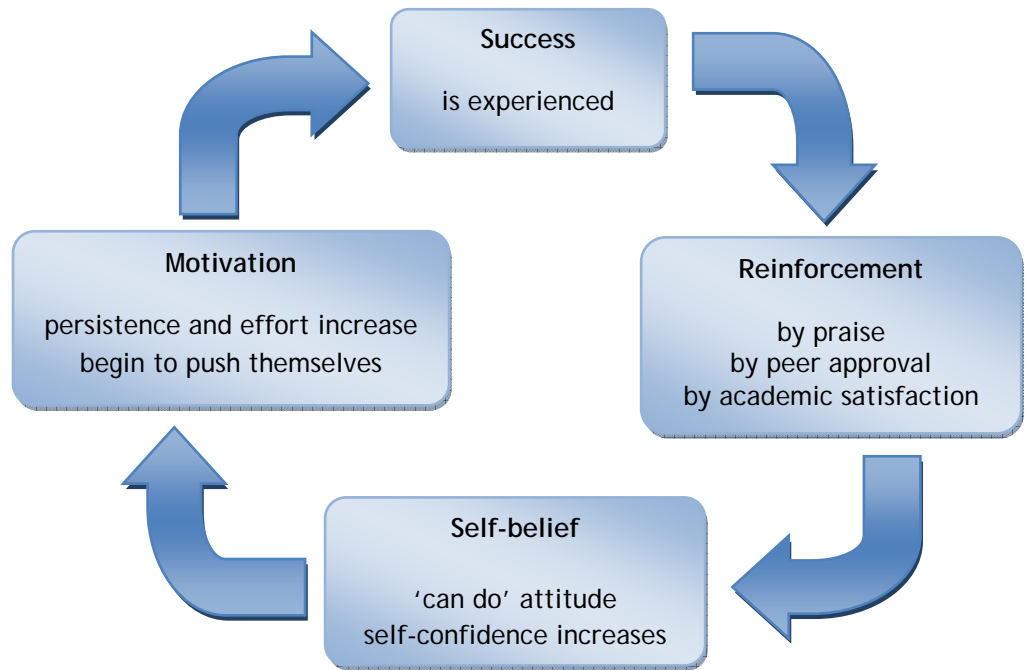 Success
is experienced
Reinforcement
by praise
by peer approval
by academic satisfaction
Self-belief
‘can do’ attitude
self-confidence increases
Motivation
persistence and effort increase
begin to push themselves